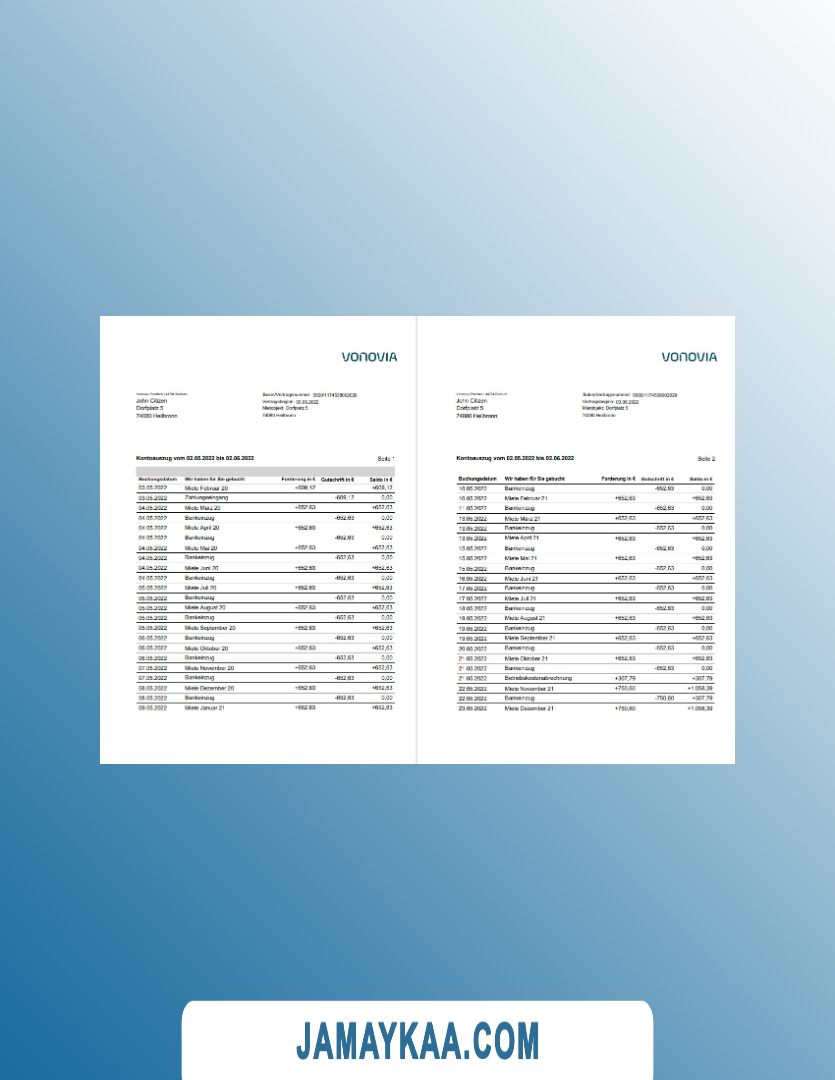 vonovia
John Citizen
Dorfplatz 5
74080 Heilbronn
Vertragsbeginn: 03.06.2022
Mietobjekt: Dorfplatz 5
74080 Heilbronn
Kontoauszug vom 02.05.2022 bis 02.06.2022 Seite 1
Buchungsdatum Wir haben für Sie gebucht Forderung in € Gutschrift in € Saldo in €
03.05.2022 Miete Februar 20 +609,12 +609,12
03.05.2022 Zahlungseingang -609,12 0,00
04.05.2022 Miete März 20 +652,63 +652,63
04.05.2022 Bankeinzug -652,63 0,00
04.05.2022 Miete April 20 +652,63 +652,63
04.05.2022 Bankeinzug -652,63 0,00
04.05.2022 Miete Mai 20 +652,63 +652,63
04.05.2022 Bankeinzug -652,63 0,00
04.05.2022 Miete Juni 20 +652,63 +652,63
04.05.2022 Bankeinzug -652,63 0,00
05.05.2022 Miete Juli 20 +652,63 +652,63
05.05.2022 Bankeinzug -652,63 0,00
05.05.2022 Miete August 20 +652,63 +652,63
05.05.2022 Bankeinzug -652,63 0,00
05.05.2022 Miete September 20 +652,63 +652,63
06.05.2022 Bankeinzug -652,63 0,00
06.05.2022 Miete Oktober 20 +652,63 +652,63
06.05.2022 Bankeinzug -652,63 0,00
07.05.2022 Miete November 20 +652,63 +652,63
07.05.2022 Bankeinzug -652,63 0,00
08.05.2022 Miete Dezember 20 +652,63 +652,63
08.05.2022 Bankeinzug -652,63 0,00
09.05.2022 Miete Januar 21 +652,63 +652,63
vonovia
John Citizen
Dorfplatz 5
74080 Heilbronn
Vertragsbeginn: 03.06.2022
Mietobjekt: Dorfplatz 5
74080 Heilbronn
Kontoauszug vom 02.05.2022 bis 02.06.2022 Seite 2
Buchungsdatum Wir haben für Sie gebucht Forderung in € Gutschrift in € Saldo in €
10.05.2022 Bankeinzug -652,63 0,00
10.05.2022 Miete Februar 21 +652,63 +652,63
11.05.2022 Bankeinzug -652,63 0,00
13.05.2022 Miete März 21 +652,63 +652,63
13.05.2022 Bankeinzug -652,63 0,00
13.05.2022 Miete April 21 +652,63 +652,63
15.05.2022 Bankeinzug -652,63 0,00
15.05.2022 Miete Mai 21 +652,63 +652,63
15.05.2022 Bankeinzug -652,63 0,00
16.05.2022 Miete Juni 21 +652,63 +652,63
17.05.2022 Bankeinzug -652,63 0,00
17.05.2022 Miete Juli 21 +652,63 +652,63
18.05.2022 Bankeinzug -652,63 0,00
19.05.2022 Miete August 21 +652,63 +652,63
19.05.2022 Bankeinzug -652,63 0,00
19.05.2022 Miete September 21 +652,63 +652,63
20.05.2022 Bankeinzug -652,63 0,00
21.05.2022 Miete Oktober 21 +652,63 +652,63
21.05.2022 Bankeinzug -652,63 0,00
21.05.2022 Betriebskostenabrechnung +307,79 +307,79
22.05.2022 Miete November 21 +750,60 +1.058,39
22.05.2022 Bankeinzug -750,60 +307,79
23.05.2022 Miete Dezember 21 +750,60 +1.058,39
JAMAYKAA.COM